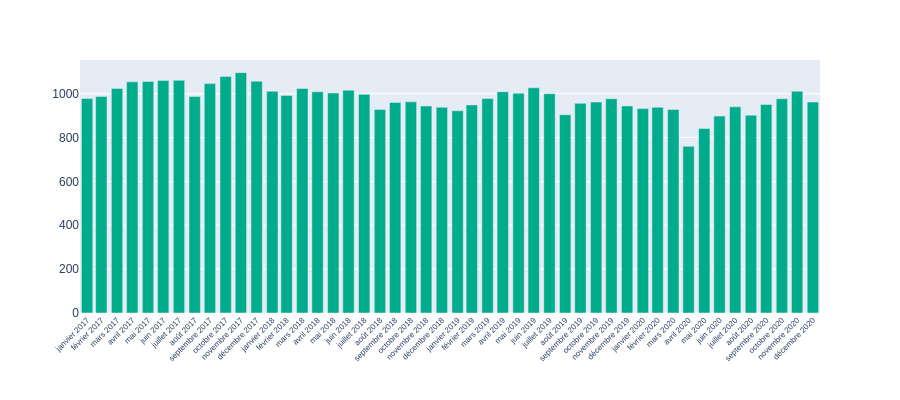 1000
800
600
400
200
0
janvier 2017
février 2017
mars 2017
avril 2017
mai 2017
juin 2017
juillet 2017
août 2017
septembre 2017
octobre 2017
novembre 2017
décembre 2017
janvier 2018
février 2018
mars 2018
avril 2018
mai 2018
juin 2018
juillet 2018
août 2018
septembre 2018
octobre 2018
novembre 2018
décembre 2018
janvier 2019
février 2019
mars 2019
avril 2019
mai 2019
juin 2019
juillet 2019
août 2019
septembre 2019
octobre 2019
novembre 2019
décembre 2019
janvier 2020
février 2020
mars 2020
avril 2020
mai 2020
juin 2020
juillet 2020
août 2020
septembre 2020
octobre 2020
novembre 2020
décembre 2020